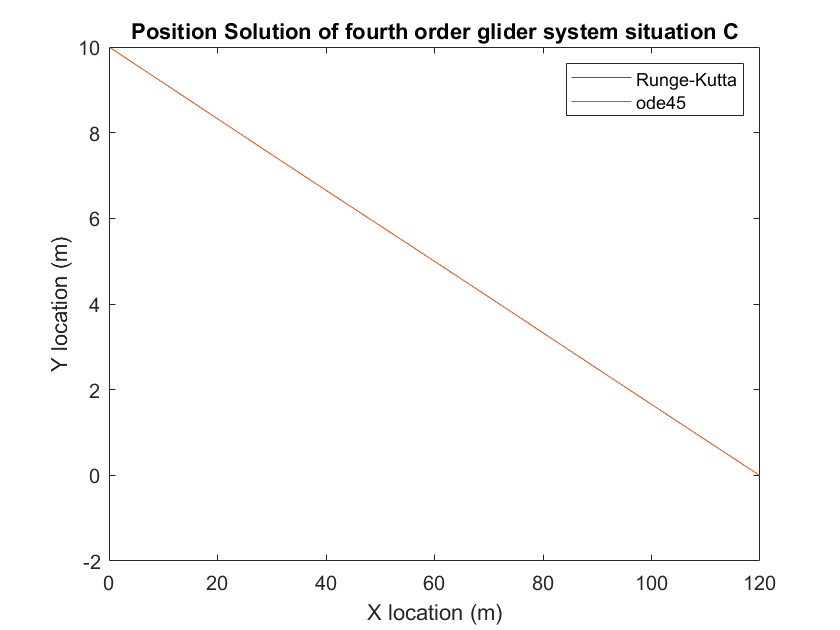 Position Solution of fourth order glider system situation C
10
Runge-Kutta
ode45
8
6
4
2
0
-2
Y location (m)
0 20 40 60 80 100 120
X location (m)